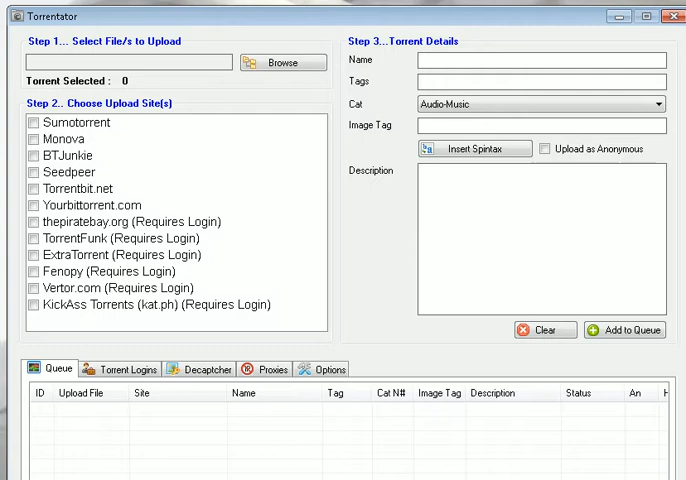 Torrentator
Step 1... Select File/s to Upload
Browse
Torrent Selected : 0
Step 2.. Choose Upload Site(s)
Sumotorrent
Monova
BTJunkie
Seedpeer
Torrentbit.net
Yourbittorrent.com
thepiratebay.org (Requires Login)
TorrentFunk (Requires Login)
ExtraTorrent (Requires Login)
Fenopy (Requires Login)
Vertor.com (Requires Login)
KickAss Torrents (kat.ph) (Requires Login)
Step 3...Torrent Details
Name
Tags
Cat Audio-Music
Image Tag
Insert Spintax Upload as Anonymous
Description
Clear Add to Queue
Queue Torrent Logins Decaptcher Proxies Options
ID Upload File Site Name Tag Cat N# Image Tag Description Status An